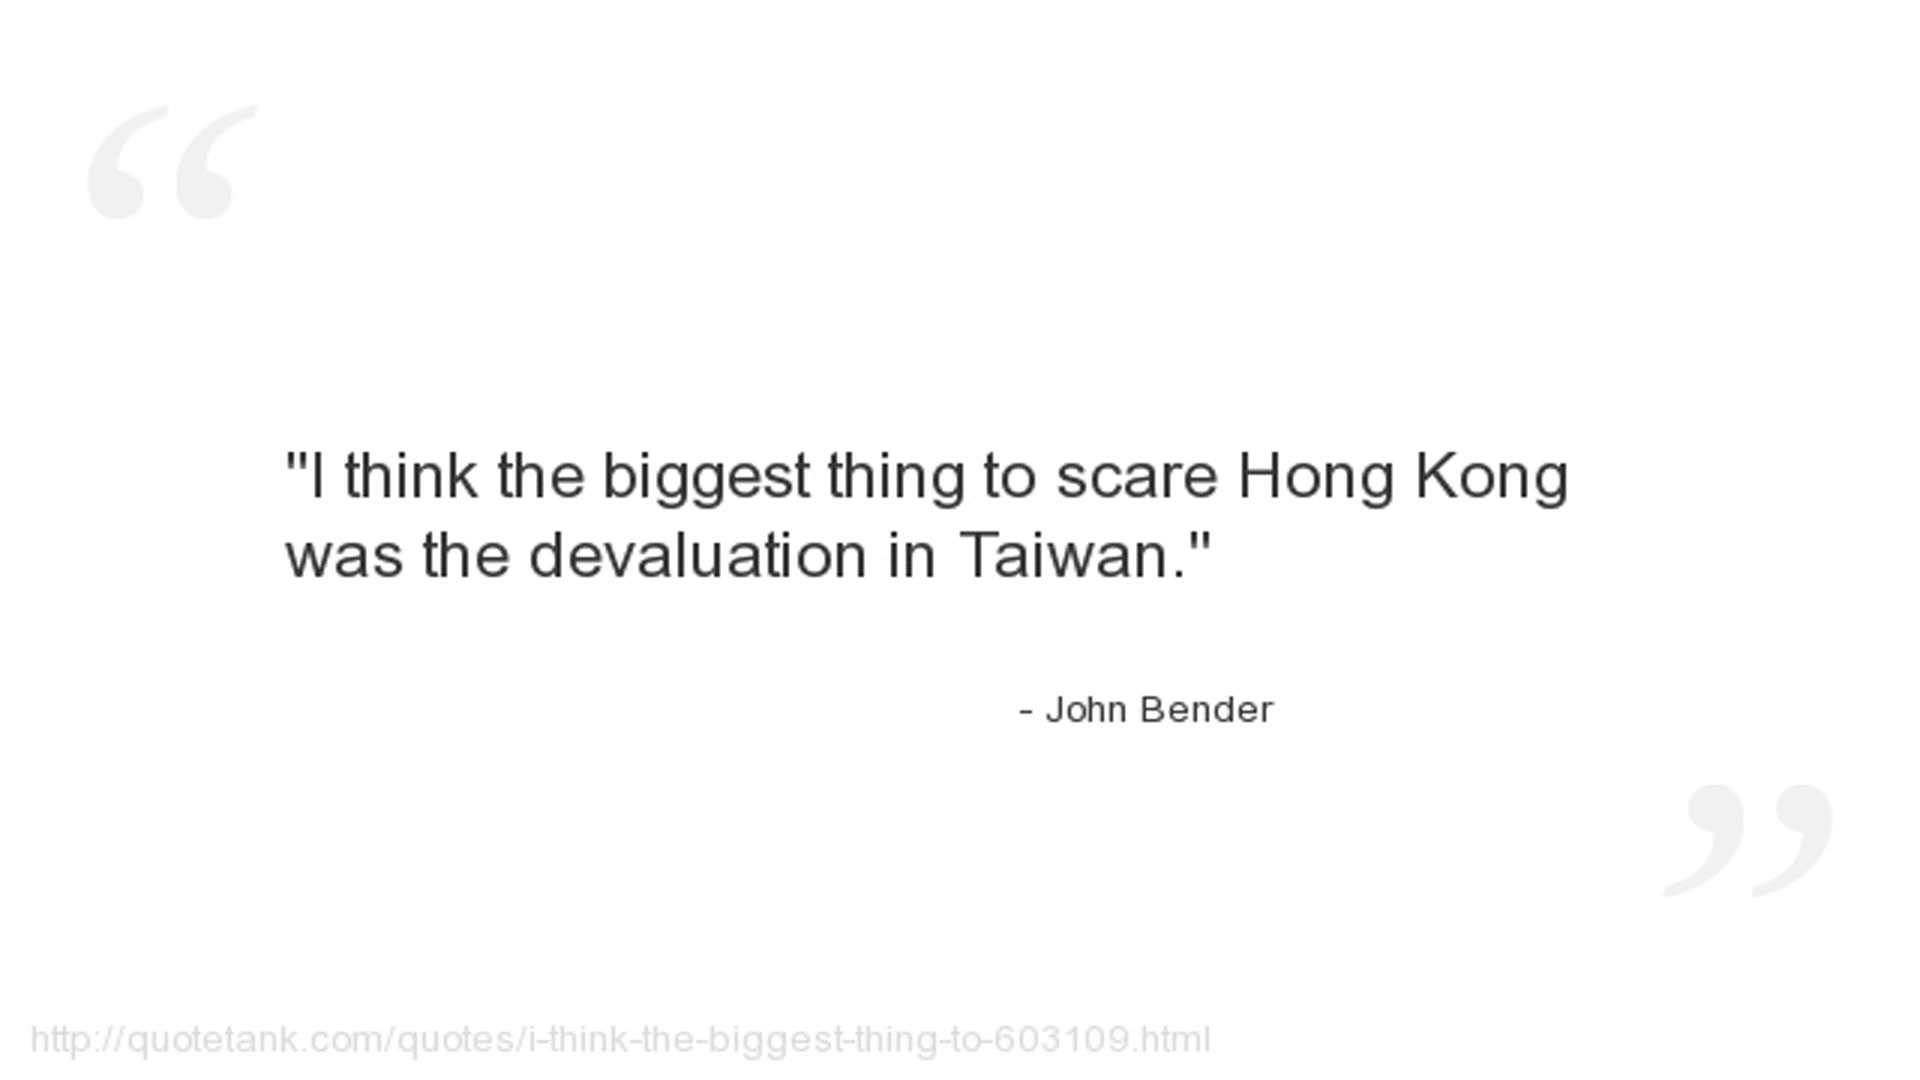 "I think the biggest thing to scare Hong Kong
was the devaluation in Taiwan."
- John Bender
http://quotetank.com/quotes/i-think-the-biggest-thing-to-603109.html